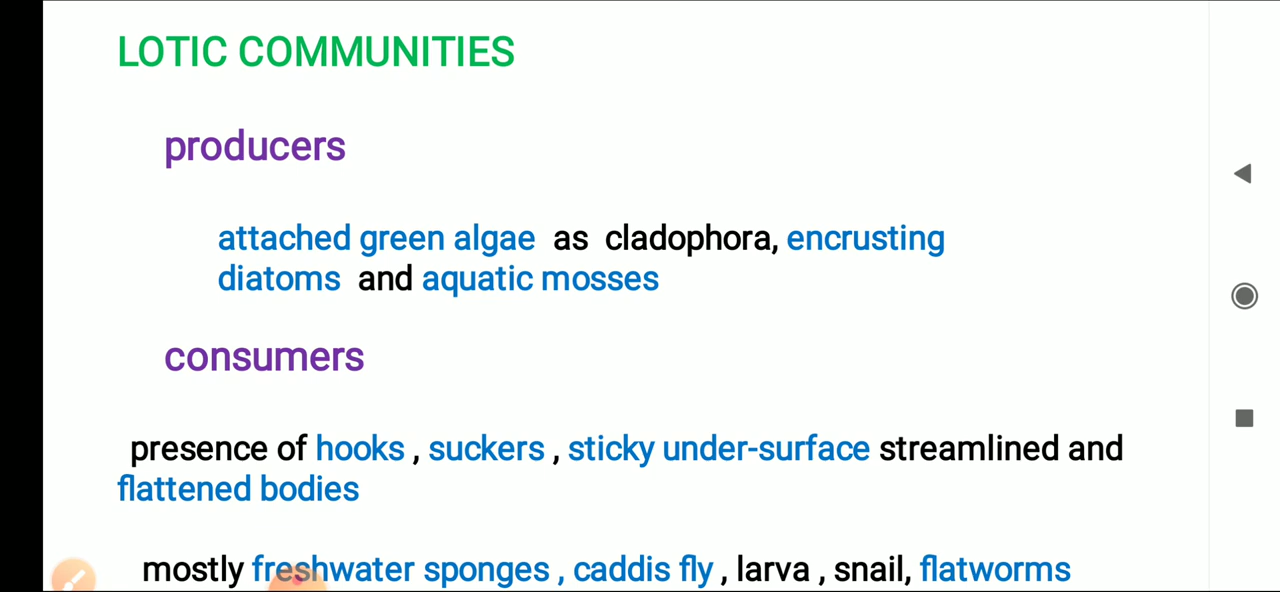 LOTIC COMMUNITIES
producers
attached green algae as cladophora, encrusting
diatoms and aquatic mosses
consumers
presence of hooks , suckers , sticky under-surface streamlined and
flattened bodies
mostly freshwater sponges , caddis fly , larva , snail, flatworms